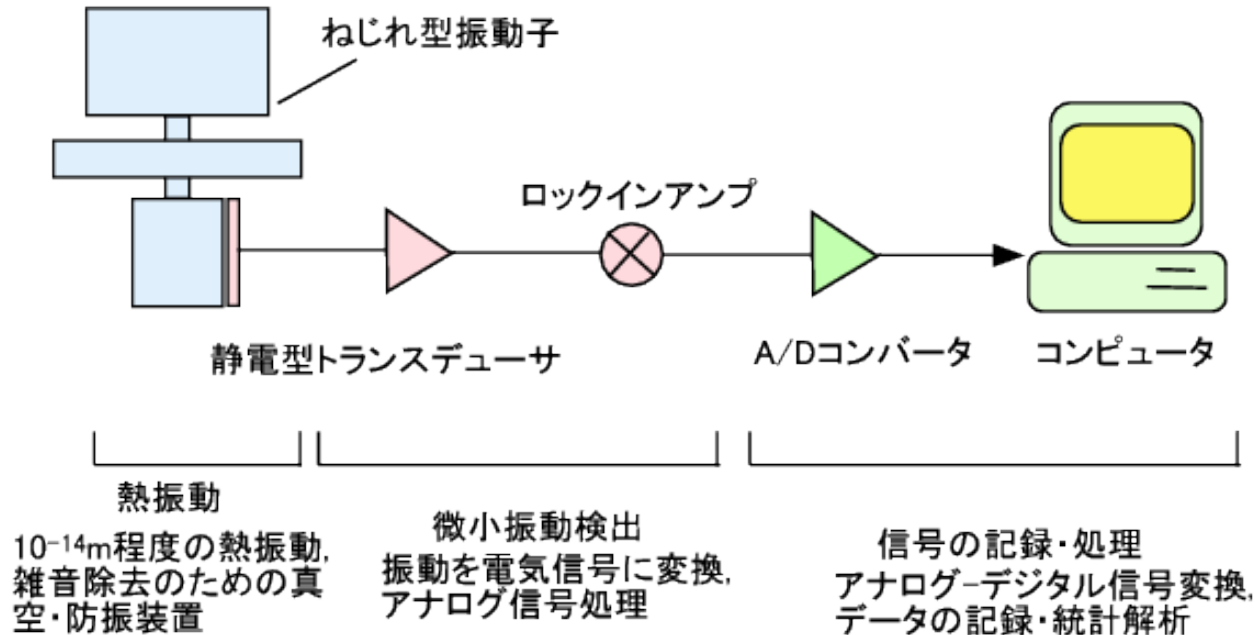 ねじれ型振動子
ロックインアンプ
静電型トランスデューサ
A/Dコンバータ
コンピュータ
熱振動
10⁻¹⁴m程度の熱振動,
雑音除去のための真
空・防振装置
微小振動検出
振動を電気信号に変換,
アナログ信号処理
信号の記録・処理
アナログ-デジタル信号変換,
データの記録・統計解析